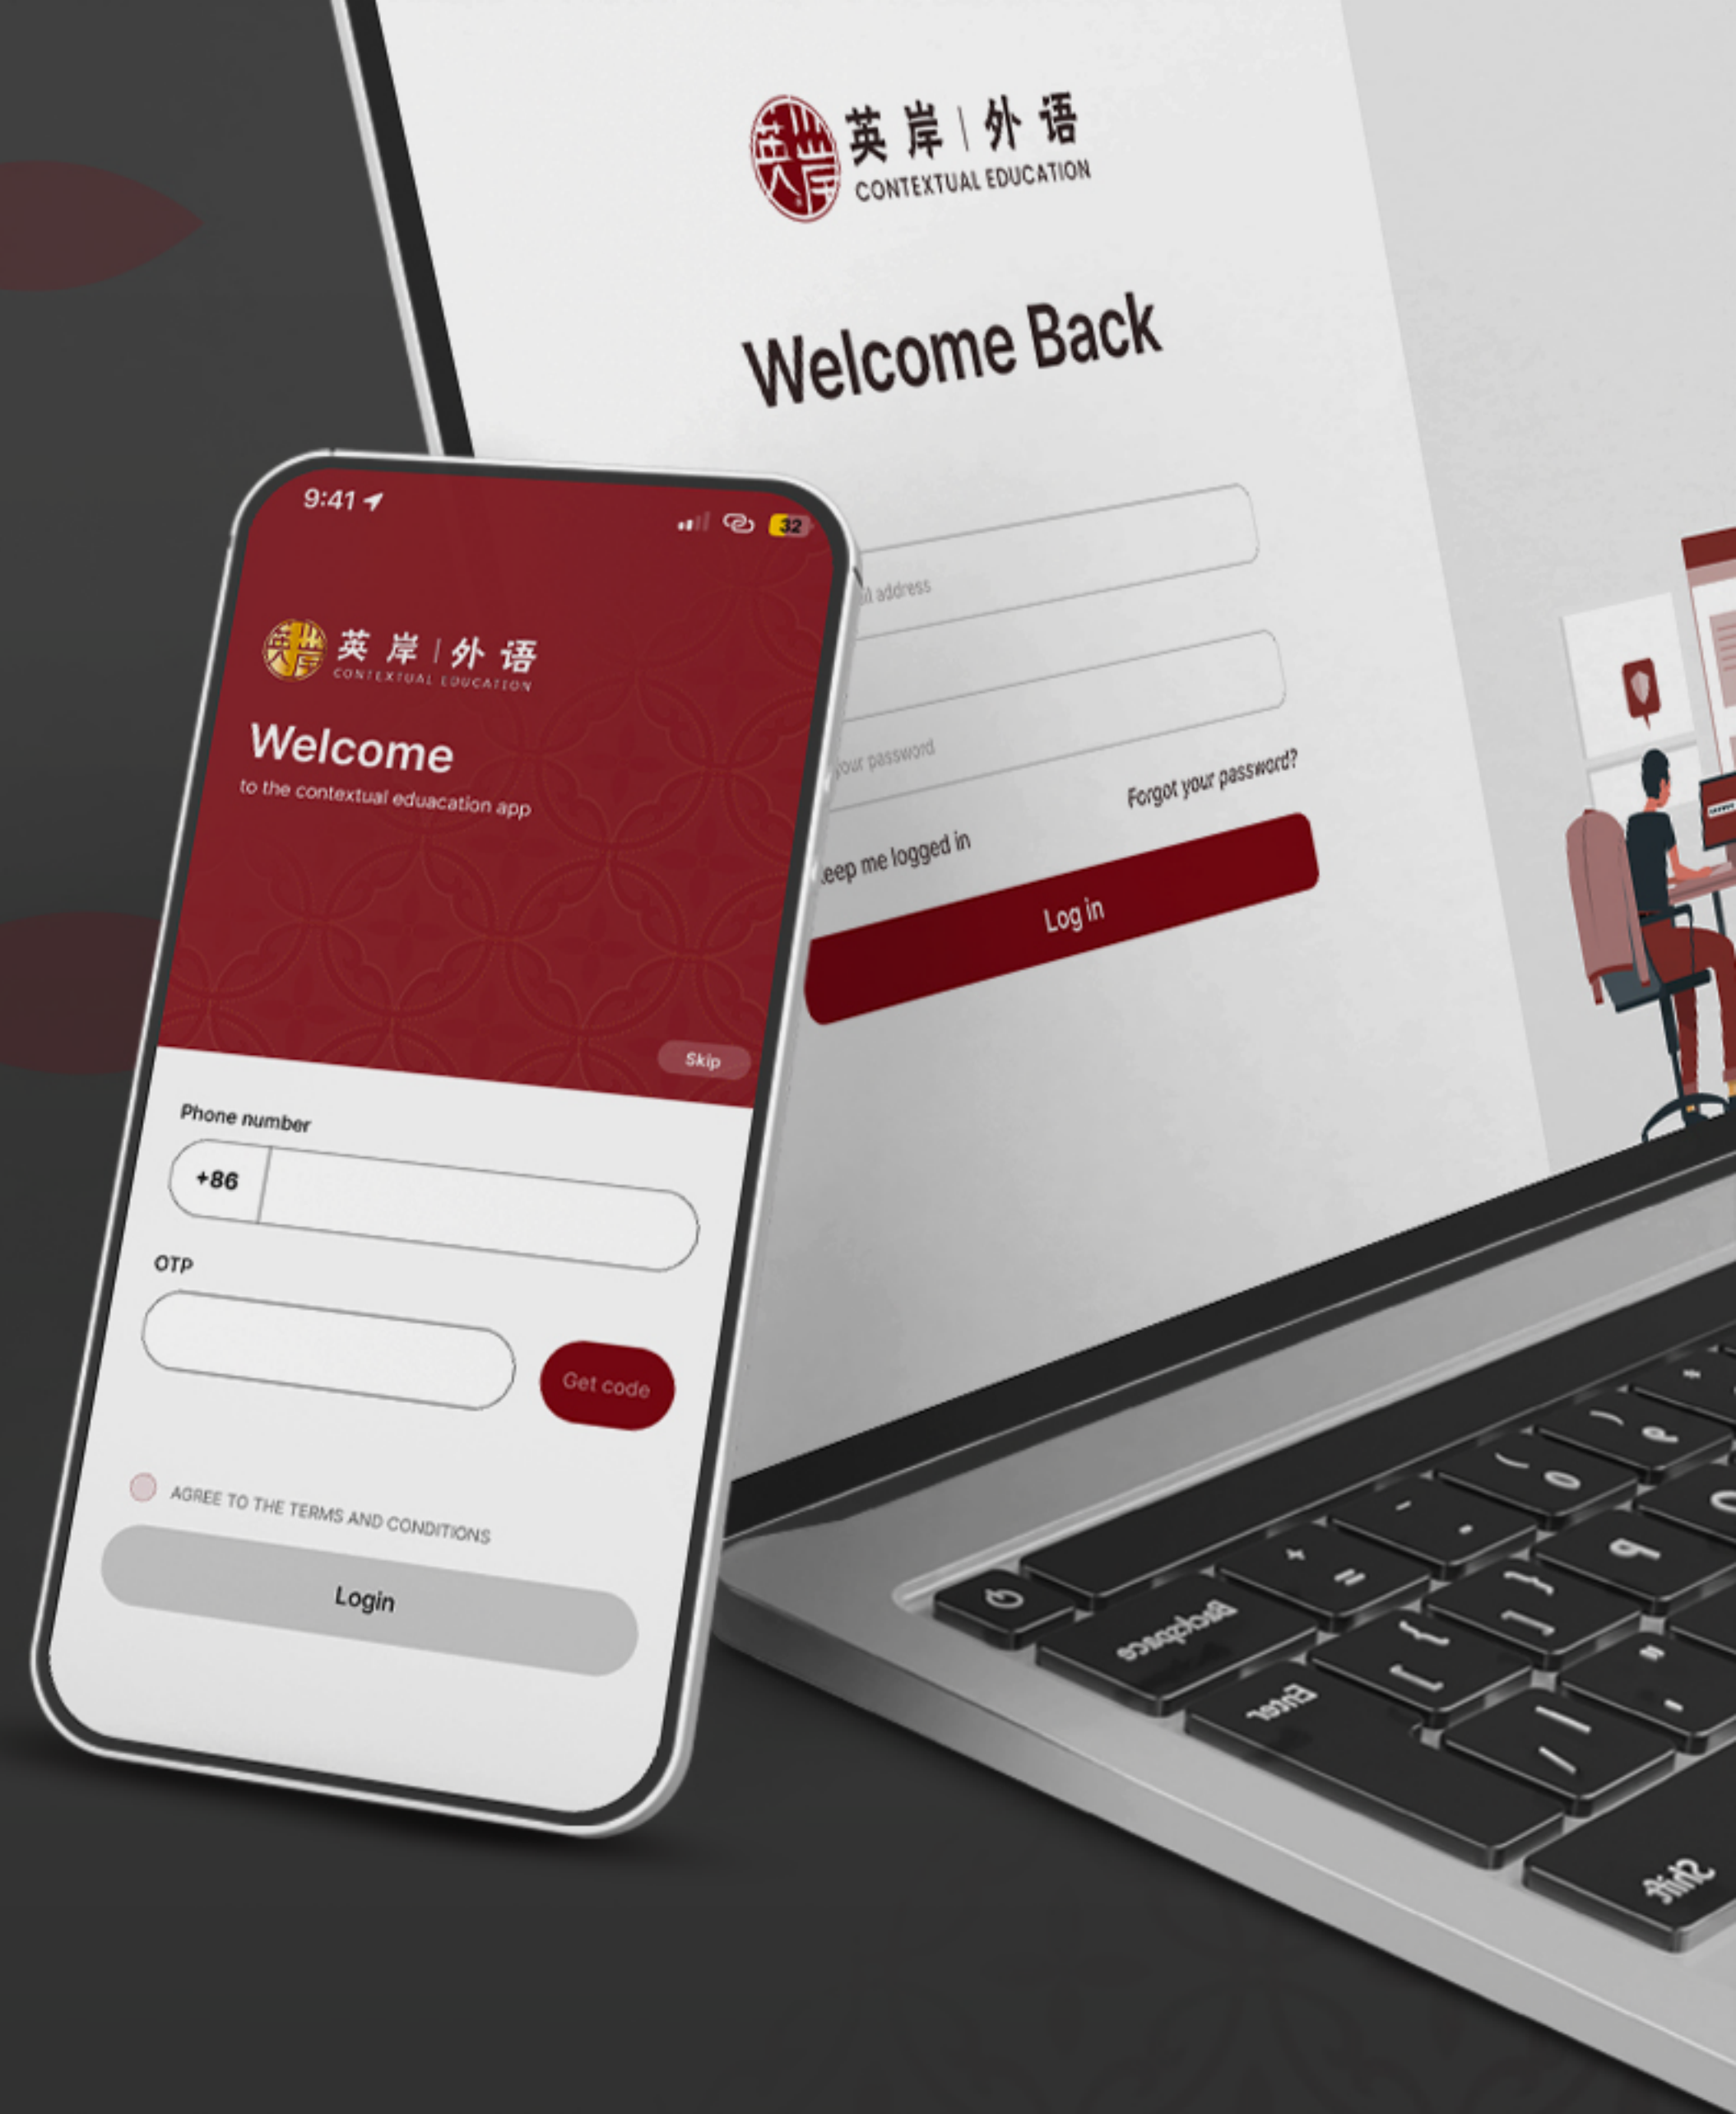 英岸 | 外语
CONTEXTUAL EDUCATION
Welcome Back
address
your password
Forgot your password?
me logged in
Log in
9:41
32
英岸 | 外语
CONTEXTUAL EDUCATION
Welcome
to the contextual eduacation app
Skip
Phone number
+86
OTP
Get code
AGREE TO THE TERMS AND CONDITIONS
Login
Backspace
Enter
Shift